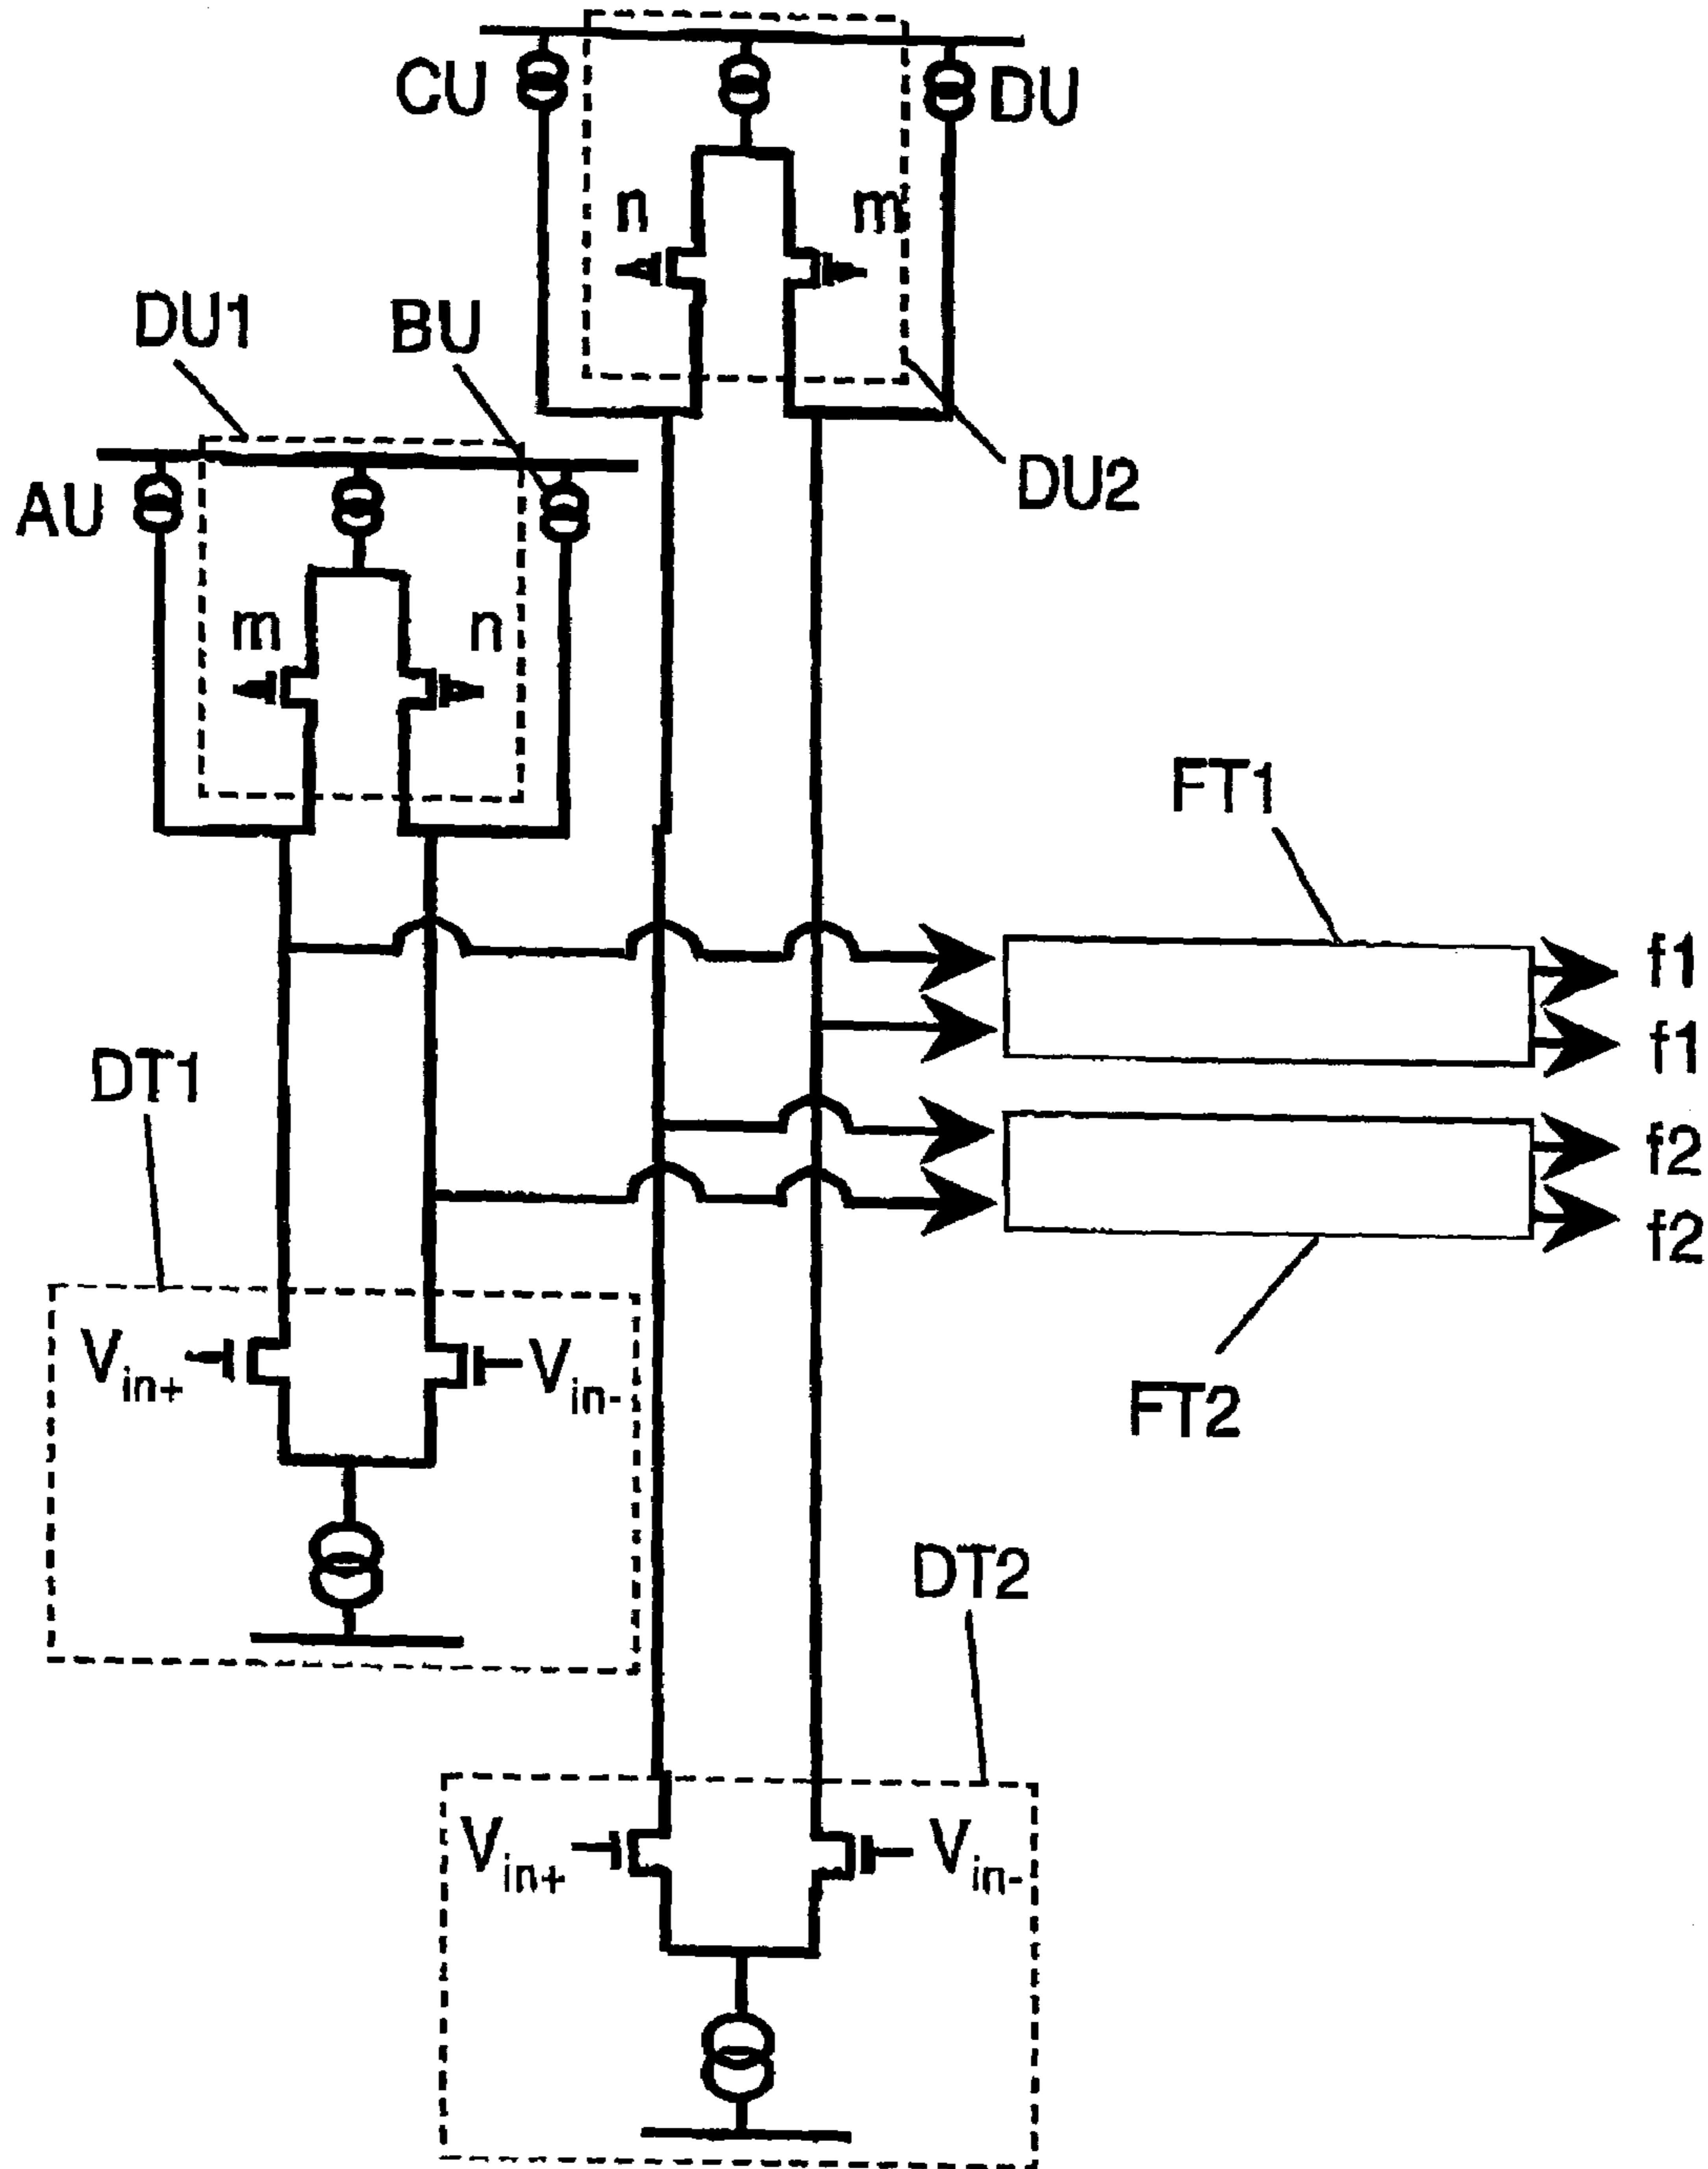 CU
DU
n
m
DU1
BU
DU2
AU
m
n
FT1
f1
f1
DT1
f2
f2
Vin+
Vin-
FT2
DT2
Vin+
Vin-